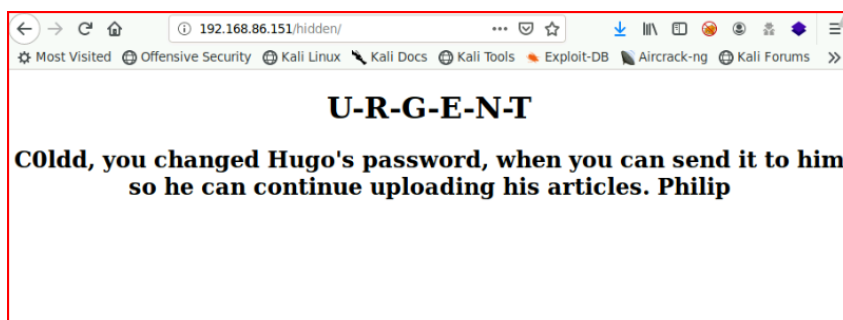 192.168.86.151/hidden/
Most Visited Offensive Security Kali Linux Kali Docs Kali Tools Exploit-DB Aircrack-ng Kali Forums
U-R-G-E-N-T
C0ldd, you changed Hugo's password, when you can send it to him
so he can continue uploading his articles. Philip